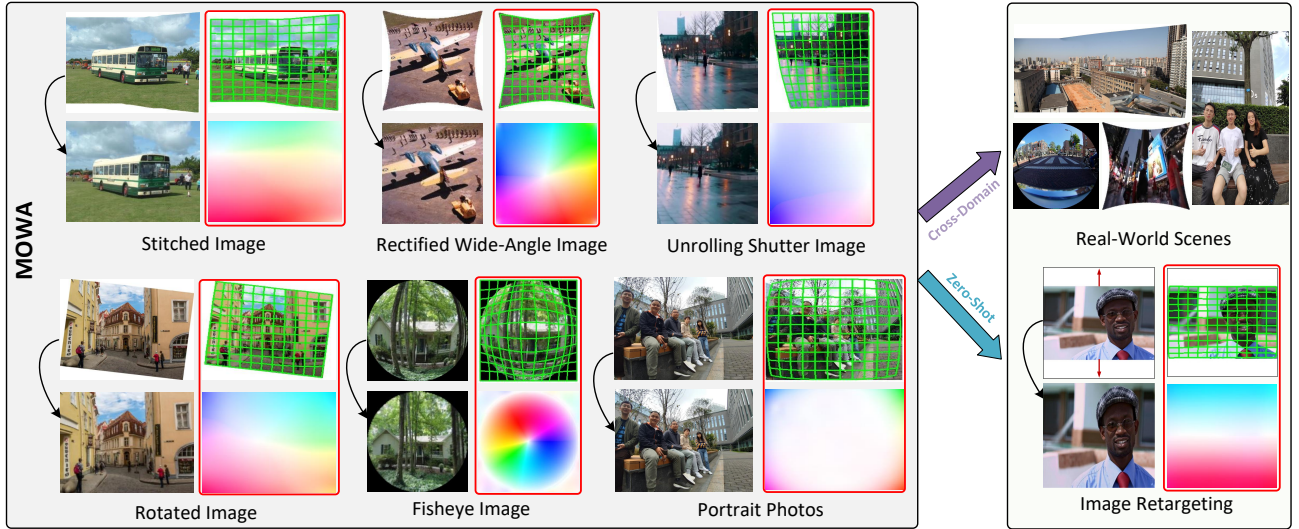 MOWA
Stitched Image
Rectified Wide-Angle Image
Unrolling Shutter Image
Rotated Image
Fisheye Image
Portrait Photos
Cross-Domain
Zero-Shot
Real-World Scenes
Image Retargeting